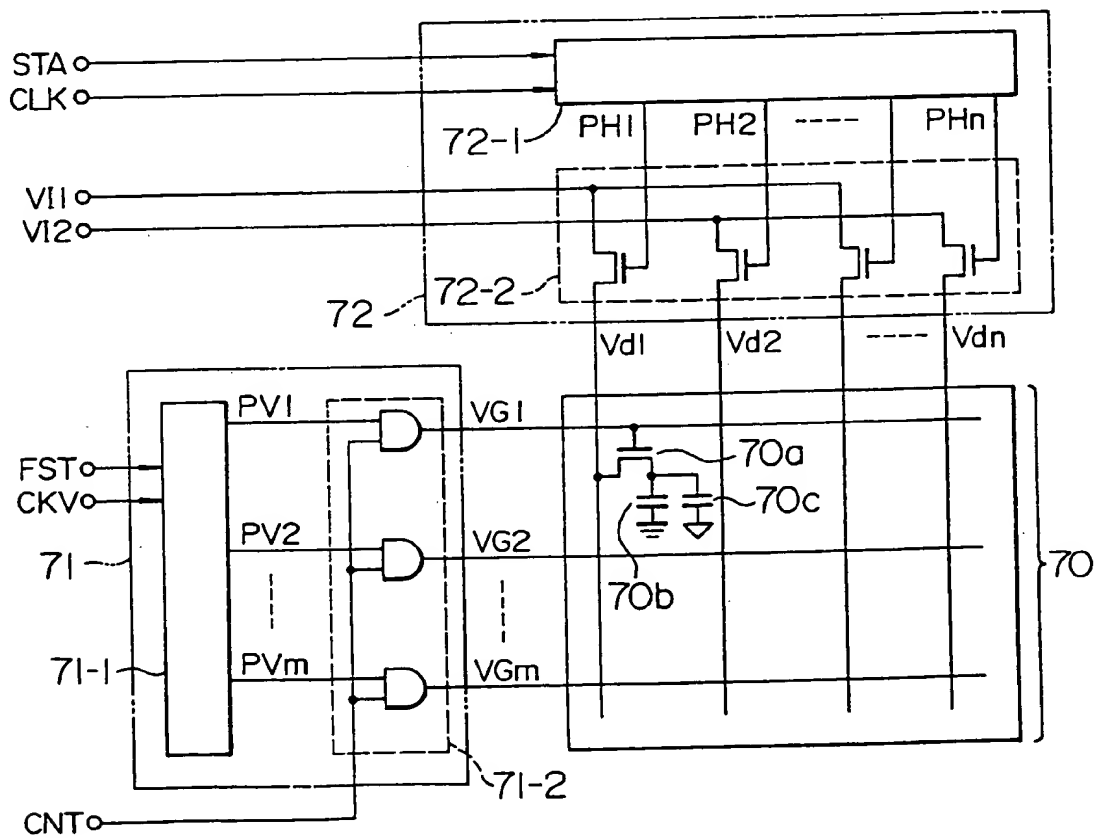 STA
CLK
72-1
PH1
PH2
PHn
VI1
VI2
72-2
72
Vd1
Vd2
Vdn
PV1
VG1
FST
CKV
70a
70c
71
PV2
VG2
70b
70
71-1
PVm
VGm
71-2
CNT